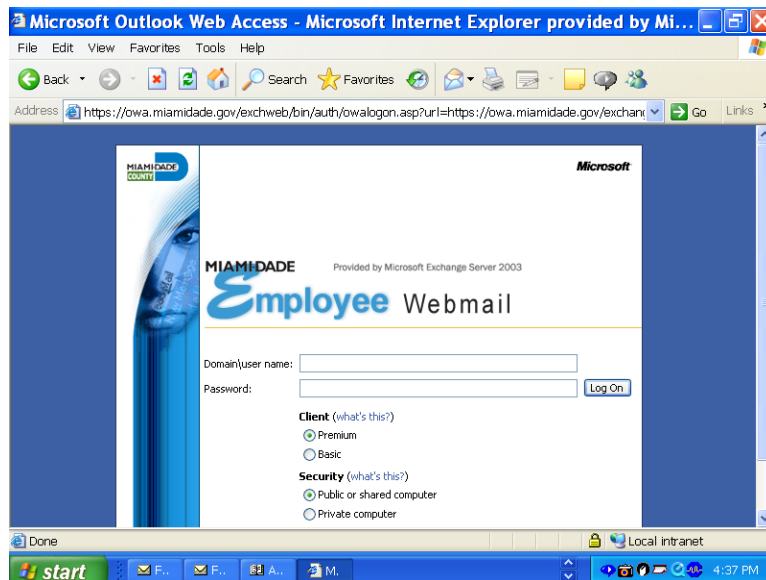 Microsoft Outlook Web Access - Microsoft Internet Explorer provided by Mi...
File Edit View Favorites Tools Help
Back Search Favorites
Address https://owa.miamidade.gov/exchweb/bin/auth/owalogon.asp?url=https://owa.miamidade.gov/exchan Go Links
MIAMI-DADE
COUNTY
Microsoft
MIAMI-DADE Provided by Microsoft Exchange Server 2003
Employee Webmail
Domain\user name:
Password: Log On
Client (what's this?)
Premium
Basic
Security (what's this?)
Public or shared computer
Private computer
Done Local intranet
start F.. F.. A.. M. 4:37 PM